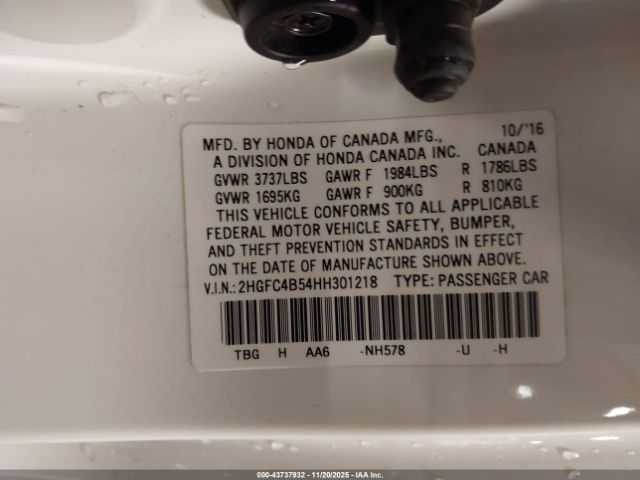 MFD. BY HONDA OF CANADA MFG., 10/'16
A DIVISION OF HONDA CANADA INC. CANADA
GVWR 3737LBS GAWR F 1984LBS R 1786LBS
GVWR 1695KG GAWR F 900KG R 810KG
THIS VEHICLE CONFORMS TO ALL APPLICABLE
FEDERAL MOTOR VEHICLE SAFETY, BUMPER,
AND THEFT PREVENTION STANDARDS IN EFFECT
ON THE DATE OF MANUFACTURE SHOWN ABOVE.
V.I.N.:2HGFC4B54HH301218 TYPE: PASSENGER CAR
TBG H AA6 -NH578 -U -H
000-43737932 - 11/20/2025 - IAA Inc.